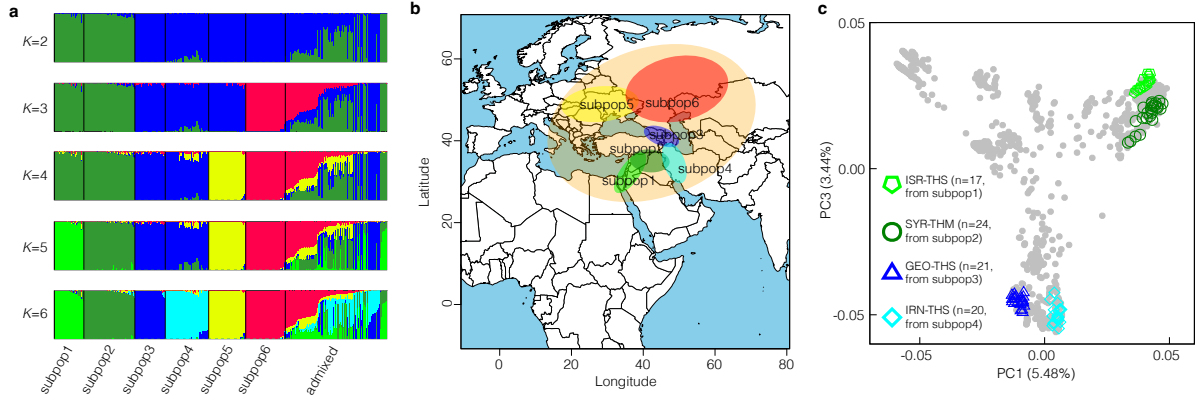 a
K=2
K=3
K=4
K=5
K=6
subpop1
subpop2
subpop3
subpop4
subpop5
subpop6
admixed
b
Latitude
60
40
20
0
subpop5
subpop6
subpop4
subpop1
0
20
40
60
80
Longitude
c
PC3 (3.44%)
0.05
0.00
-0.05
ISR-THS (n=17,
from subpop1)
SYR-THM (n=24,
from subpop2)
GEO-THS (n=21,
from subpop3)
IRN-THS (n=20,
from subpop4)
-0.05
0.00
0.05
PC1 (5.48%)